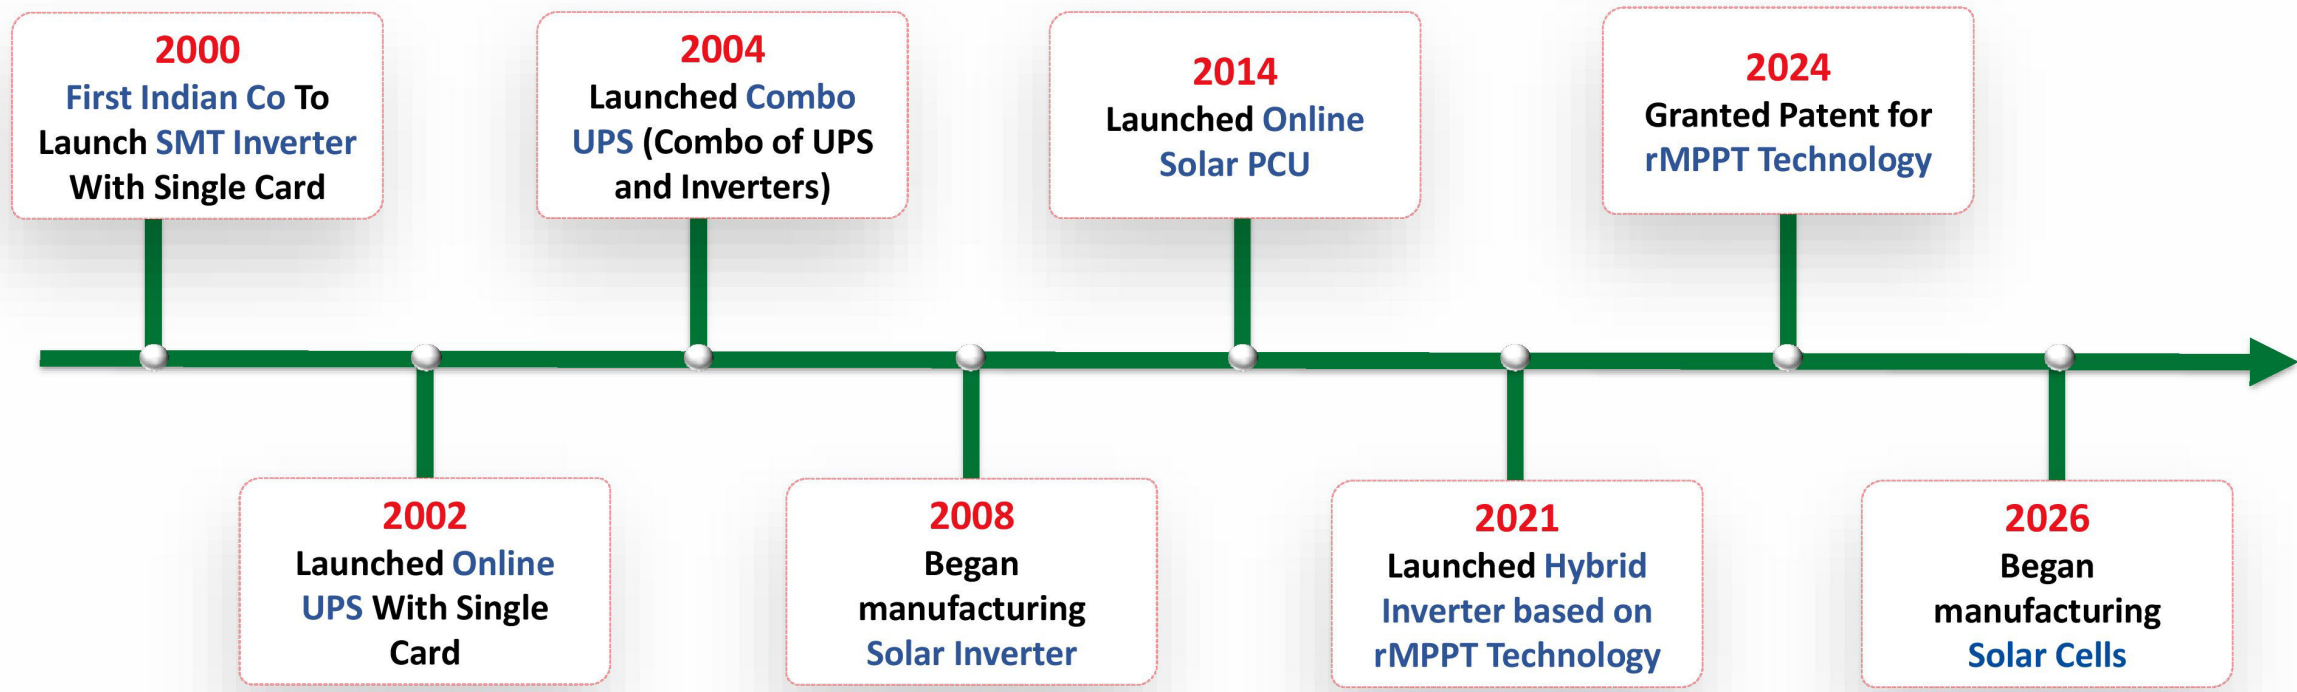 2000
First Indian Co To
Launch SMT Inverter
With Single Card
2002
Launched Online
UPS With Single
Card
2004
Launched Combo
UPS (Combo of UPS
and Inverters)
2008
Began
manufacturing
Solar Inverter
2014
Launched Online
Solar PCU
2021
Launched Hybrid
Inverter based on
rMPPT Technology
2024
Granted Patent for
rMPPT Technology
2026
Began
manufacturing
Solar Cells